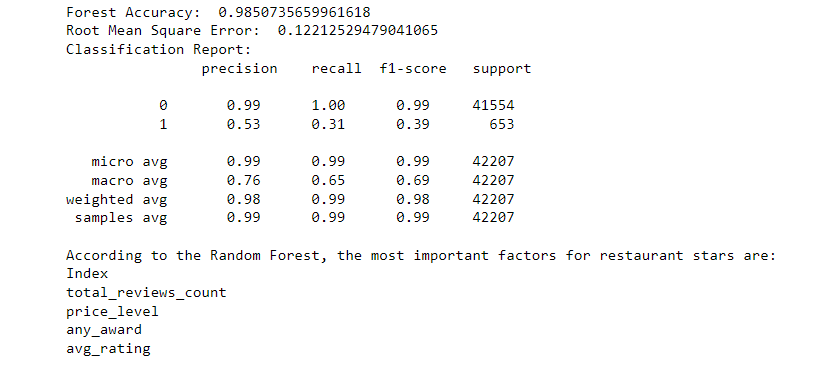 Forest Accuracy:  0.9850735659961618
Root Mean Square Error:  0.12212529479041065
Classification Report:
precision    recall  f1-score   support
0       0.99      1.00      0.99     41554
1       0.53      0.31      0.39       653
micro avg       0.99      0.99      0.99     42207
macro avg       0.76      0.65      0.69     42207
weighted avg       0.98      0.99      0.98     42207
samples avg       0.99      0.99      0.99     42207
According to the Random Forest, the most important factors for restaurant stars are:
Index
total_reviews_count
price_level
any_award
avg_rating